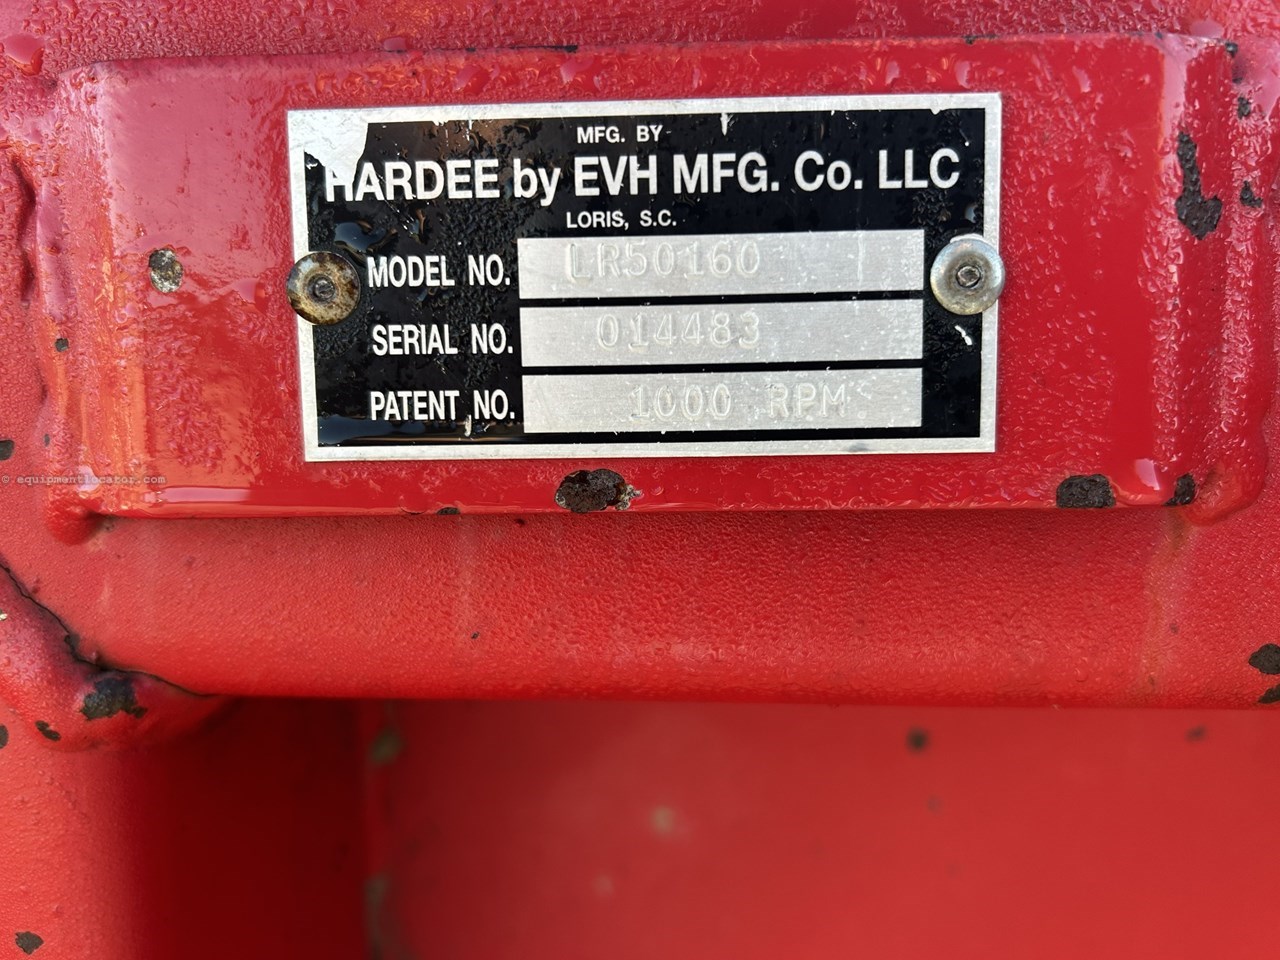 MFG. BY
HARDEE by EVH MFG. Co. LLC
LORIS, S.C.
MODEL NO. LR50160
SERIAL NO. 014483
PATENT NO. 1000 RPM
© equipmentlocator.com